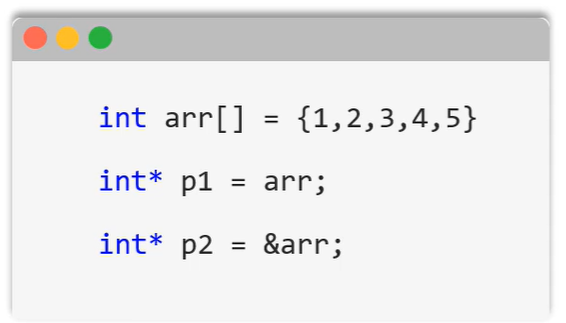 int arr[] = {1,2,3,4,5}
int* p1 = arr;
int* p2 = &arr;